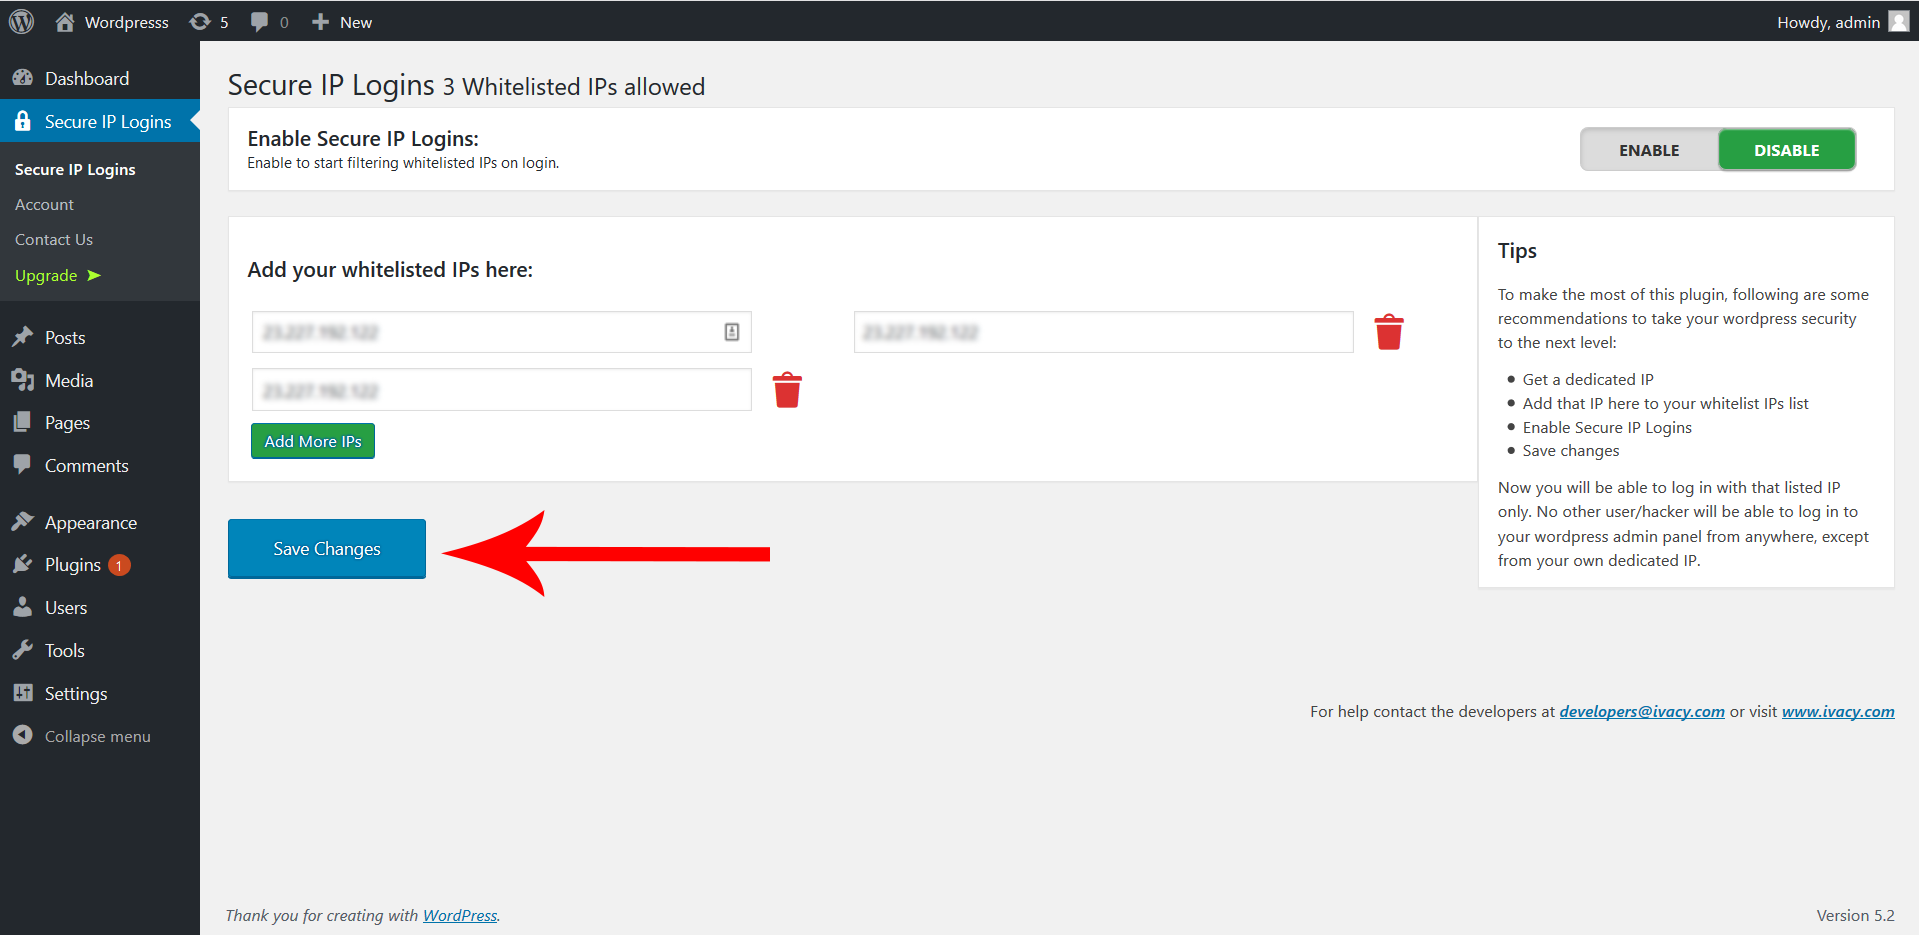 Wordpresss 5 0 New Howdy, admin
Dashboard
Secure IP Logins
Secure IP Logins
Account
Contact Us
Upgrade ➤
Posts
Media
Pages
Comments
Appearance
Plugins 1
Users
Tools
Settings
Collapse menu
Secure IP Logins 3 Whitelisted IPs allowed
Enable Secure IP Logins:
Enable to start filtering whitelisted IPs on login.
ENABLE DISABLE
Add your whitelisted IPs here:
Add More IPs
Save Changes
Tips
To make the most of this plugin, following are some
recommendations to take your wordpress security
to the next level:
• Get a dedicated IP
• Add that IP here to your whitelist IPs list
• Enable Secure IP Logins
• Save changes
Now you will be able to log in with that listed IP
only. No other user/hacker will be able to log in to
your wordpress admin panel from anywhere, except
from your own dedicated IP.
For help contact the developers at developers@ivacy.com or visit www.ivacy.com
Thank you for creating with WordPress.
Version 5.2